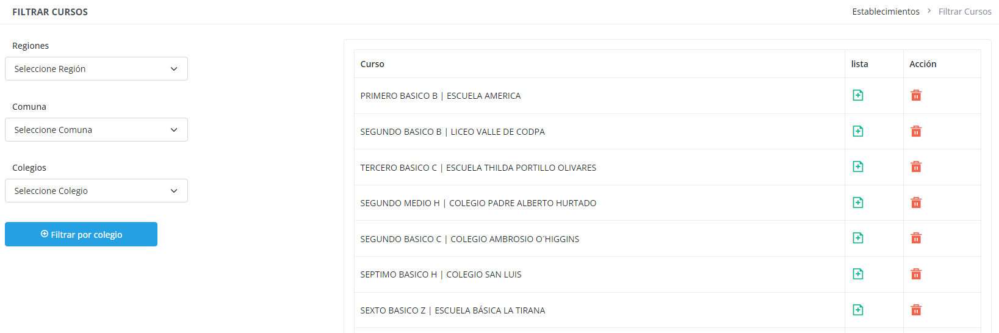 FILTRAR CURSOS
Establecimientos > Filtrar Cursos
Regiones
Seleccione Región
Comuna
Seleccione Comuna
Colegios
Seleccione Colegio
Filtrar por colegio
Curso lista Acción
PRIMERO BASICO B | ESCUELA AMERICA
SEGUNDO BASICO B | LICEO VALLE DE CODPA
TERCERO BASICO C | ESCUELA THILDA PORTILLO OLIVARES
SEGUNDO MEDIO H | COLEGIO PADRE ALBERTO HURTADO
SEGUNDO BASICO C | COLEGIO AMBROSIO O´HIGGINS
SEPTIMO BASICO H | COLEGIO SAN LUIS
SEXTO BASICO Z | ESCUELA BÁSICA LA TIRANA